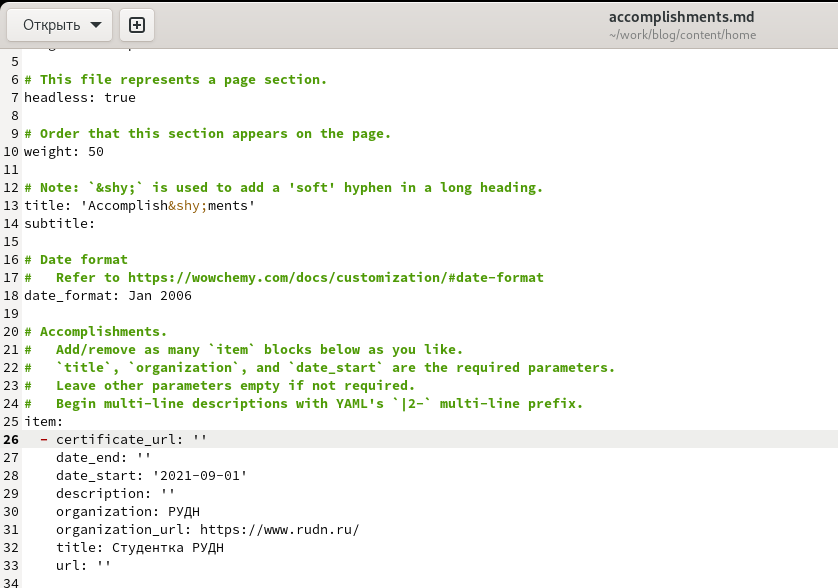 Открыть
accomplishments.md
~/work/blog/content/home
5
6 # This file represents a page section.
7 headless: true
8
9 # Order that this section appears on the page.
10 weight: 50
11
12 # Note: `&shy;` is used to add a 'soft' hyphen in a long heading.
13 title: 'Accomplish&shy;ments'
14 subtitle:
15
16 # Date format
17 #   Refer to https://wowchemy.com/docs/customization/#date-format
18 date_format: Jan 2006
19
20 # Accomplishments.
21 #   Add/remove as many `item` blocks below as you like.
22 #   `title`, `organization`, and `date_start` are the required parameters.
23 #   Leave other parameters empty if not required.
24 #   Begin multi-line descriptions with YAML's `|2-` multi-line prefix.
25 item:
26   - certificate_url: ''
27     date_end: ''
28     date_start: '2021-09-01'
29     description: ''
30     organization: РУДН
31     organization_url: https://www.rudn.ru/
32     title: Студентка РУДН
33     url: ''
34